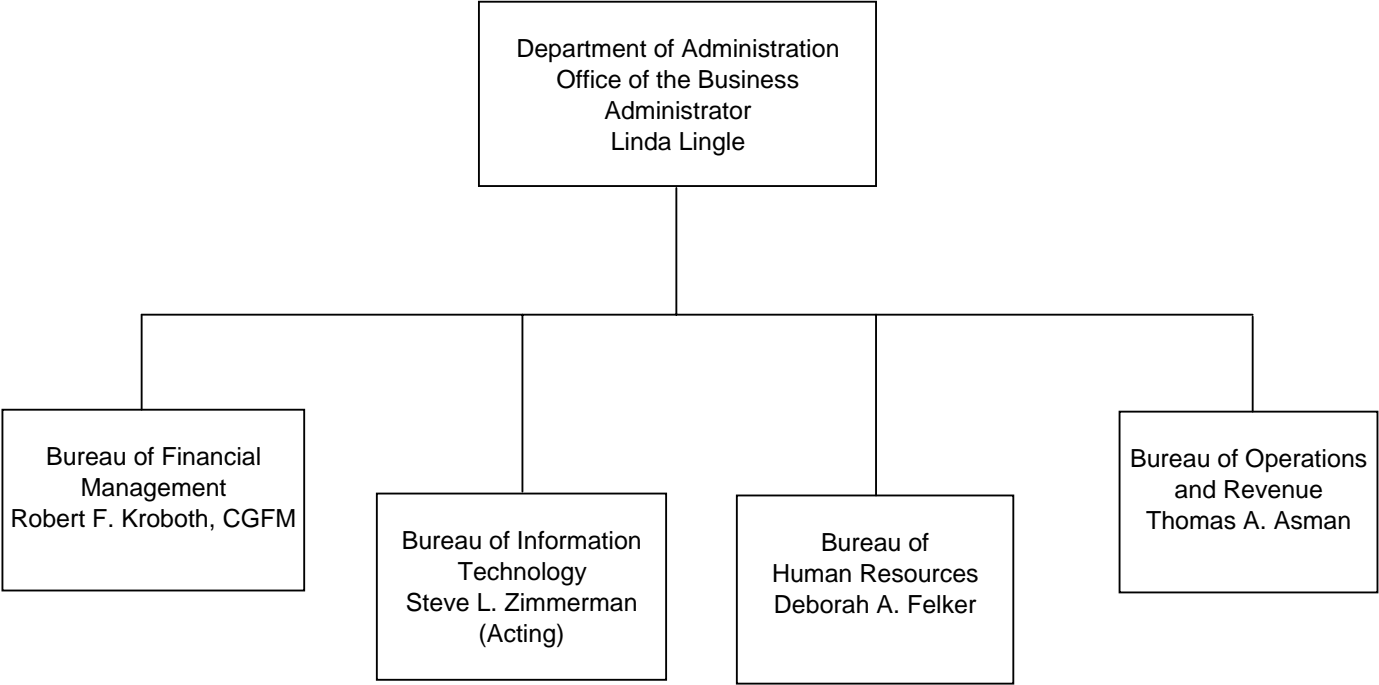 Department of Administration
Office of the Business
Administrator
Linda Lingle
Bureau of Financial
Management
Robert F. Kroboth, CGFM
Bureau of Information
Technology
Steve L. Zimmerman
(Acting)
Bureau of
Human Resources
Deborah A. Felker
Bureau of Operations
and Revenue
Thomas A. Asman